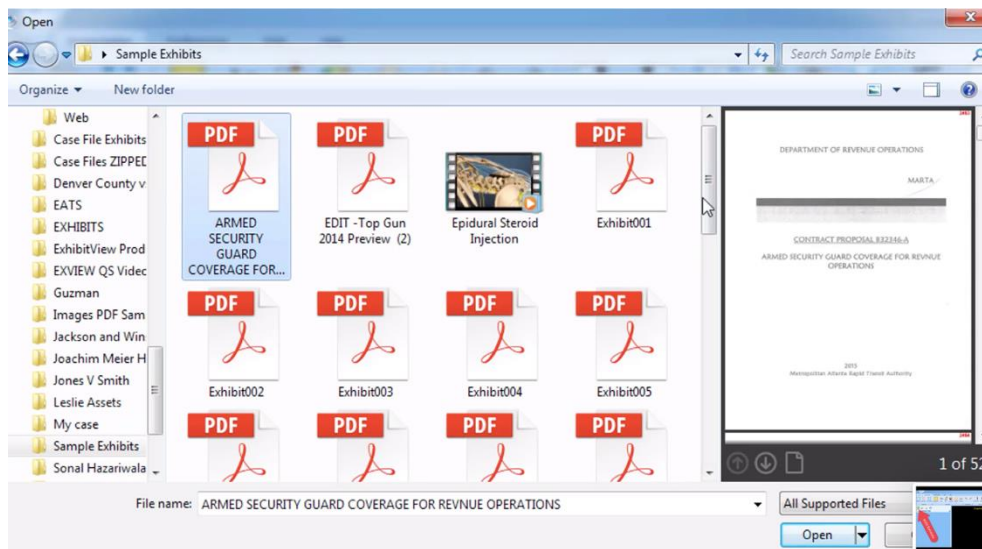 Open
Sample Exhibits
Search Sample Exhibits
Organize
New folder
Web
Case File Exhibits
Case Files ZIPPED
Denver County v
EATS
EXHIBITS
ExhibitView Prod
EXVIEW QS Videc
Guzman
Images PDF Sam
Jackson and Win
Joachim Meier H
Jones V Smith
Leslie Assets
My case
Sample Exhibits
Sonal Hazariwala
PDF
ARMED
SECURITY
GUARD
COVERAGE FOR...
PDF
EDIT -Top Gun
2014 Preview (2)
Epidural Steroid
Injection
PDF
Exhibit001
PDF
Exhibit002
PDF
Exhibit003
PDF
Exhibit004
PDF
Exhibit005
PDF
PDF
PDF
PDF
DEPARTMENT OF REVENUE OPERATIONS
MARTA
CONTRACT PROPOSAL 832346-A
ARMED SECURITY GUARD COVERAGE FOR REVNUE
OPERATIONS
2013
Metropolitan Atlanta Rapid Transit Authority
1 of 52
File name:
ARMED SECURITY GUARD COVERAGE FOR REVNUE OPERATIONS
All Supported Files
Open